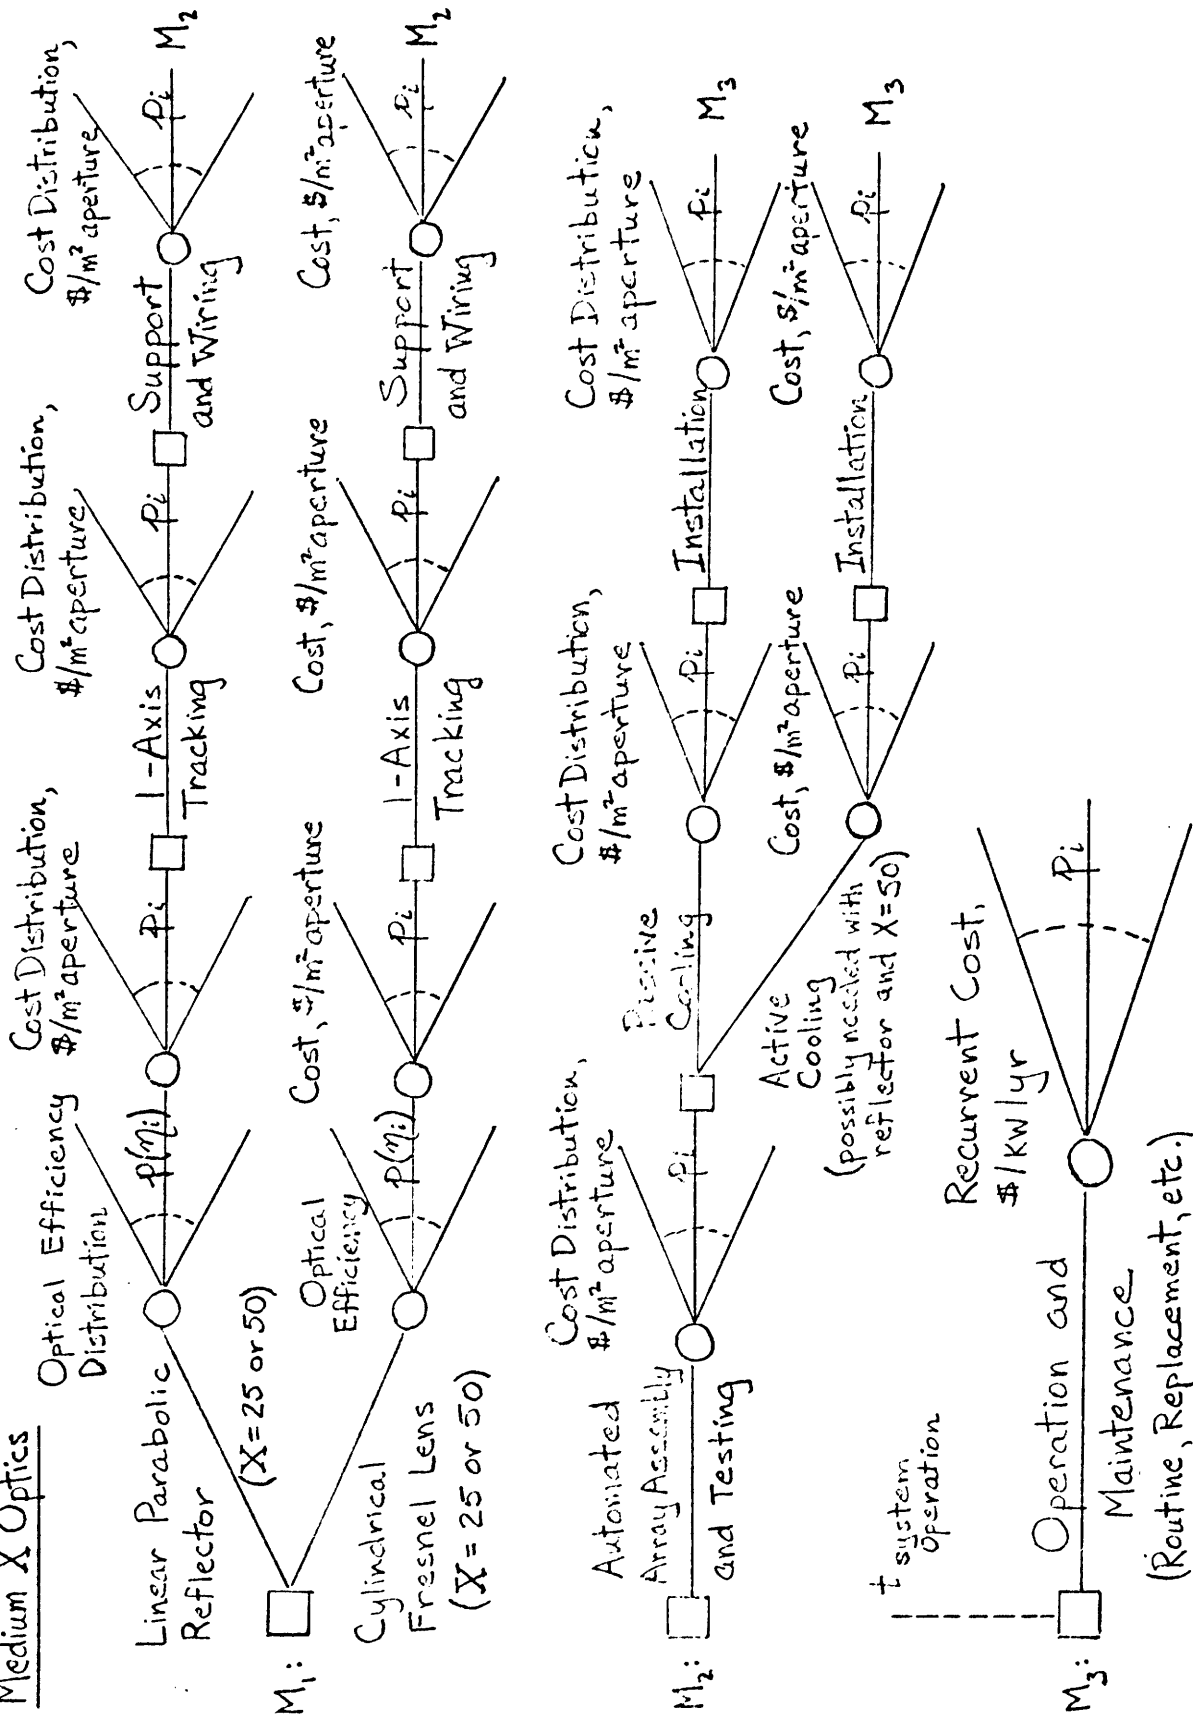 Medium X Optics
M₁:
Linear Parabolic
Reflector
(X = 25 or 50)
Optical Efficiency
Distribution
p(ηᵢ)
Cost Distribution,
$/m² aperture
pᵢ
1-Axis
Tracking
Cost Distribution,
$/m² aperture
pᵢ
Support
and Wiring
Cost Distribution,
$/m² aperture
pᵢ
M₂
Cylindrical
Fresnel Lens
(X = 25 or 50)
Optical
Efficiency
p(ηᵢ)
Cost, $/m² aperture
pᵢ
1-Axis
Tracking
Cost, $/m² aperture
pᵢ
Support
and Wiring
Cost, $/m² aperture
pᵢ
M₂
M₂:
Automated
Array Assembly
and Testing
Cost Distribution,
$/m² aperture
pᵢ
Passive
Cooling
Cost Distribution,
$/m² aperture
pᵢ
Installation
Cost Distribution,
$/m² aperture
pᵢ
M₃
Active
Cooling
(possibly needed with
reflector and X=50)
Cost, $/m² aperture
pᵢ
Installation
Cost, $/m² aperture
pᵢ
M₃
t system
operation
M₃:
Operation and
Maintenance
(Routine, Replacement, etc.)
Recurrent Cost,
$/kW/yr
pᵢ